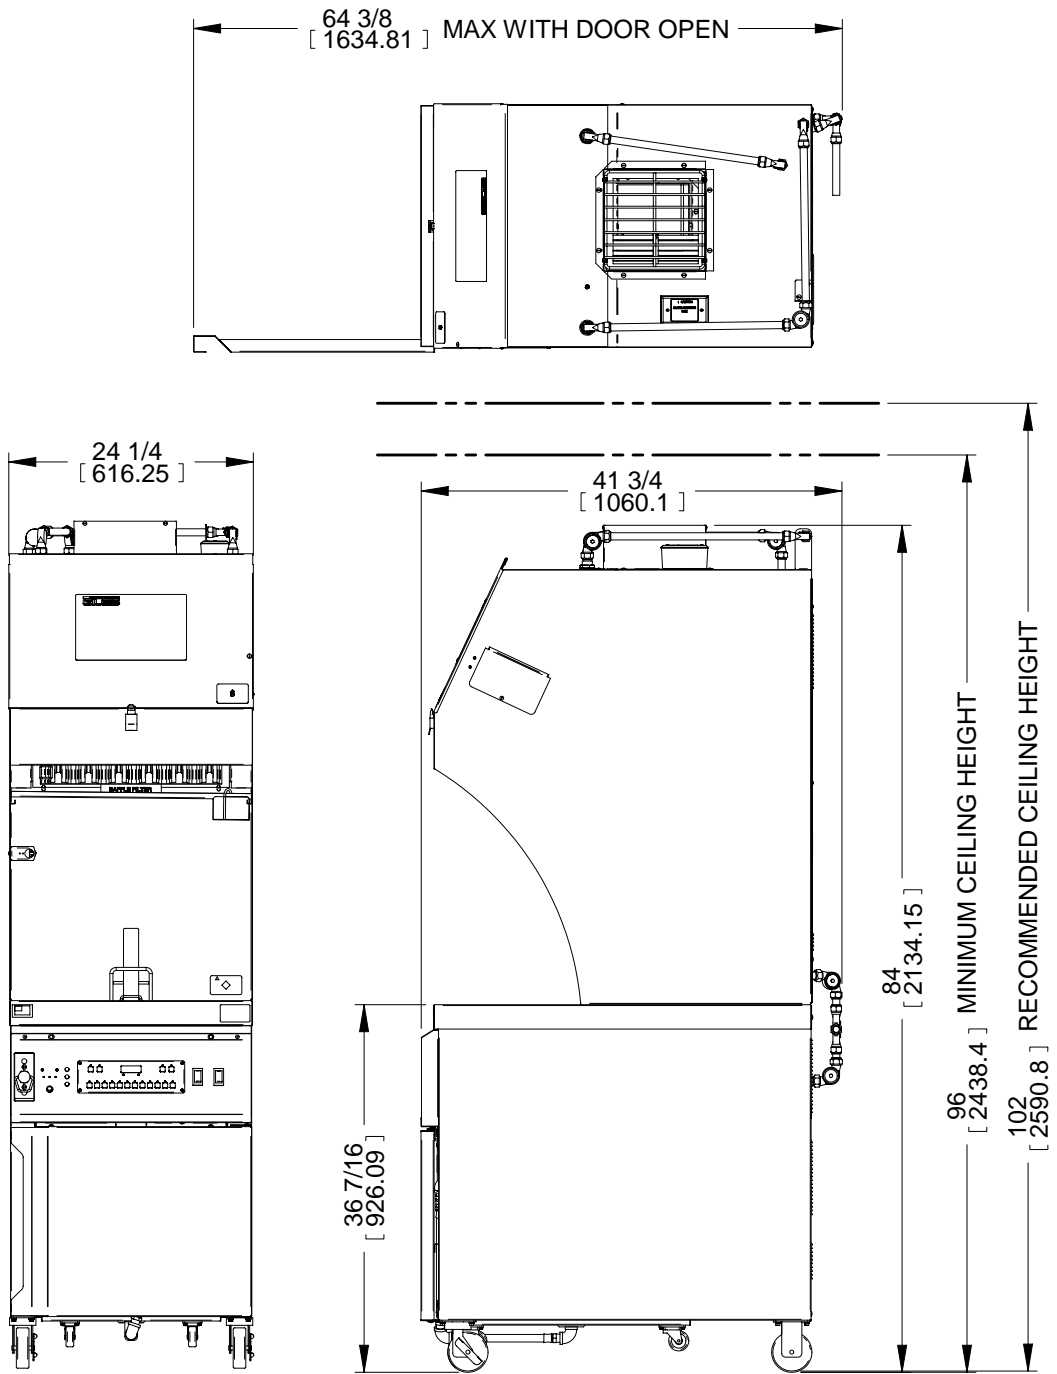 64 3/8
[ 1634.81 ]
MAX WITH DOOR OPEN
24 1/4
[ 616.25 ]
41 3/4
[ 1060.1 ]
BAFFLE FILTER
36 7/16
[ 926.09 ]
84
[ 2134.15 ]
96
[ 2438.4 ]
MINIMUM CEILING HEIGHT
102
[ 2590.8 ]
RECOMMENDED CEILING HEIGHT